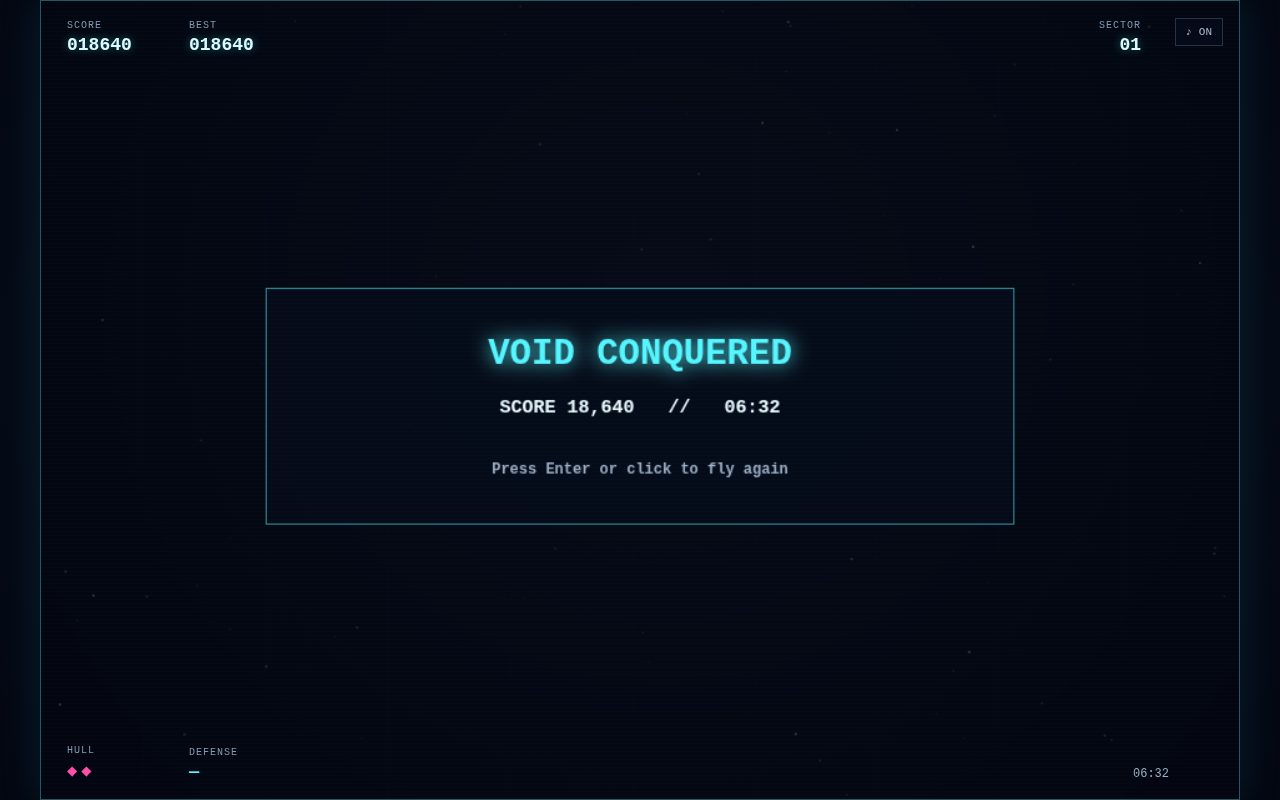 SCORE BEST SECTOR
018640 018640 01 ♪ ON
VOID CONQUERED
SCORE 18,640 // 06:32
Press Enter or click to fly again
HULL DEFENSE
◆◆ — 06:32